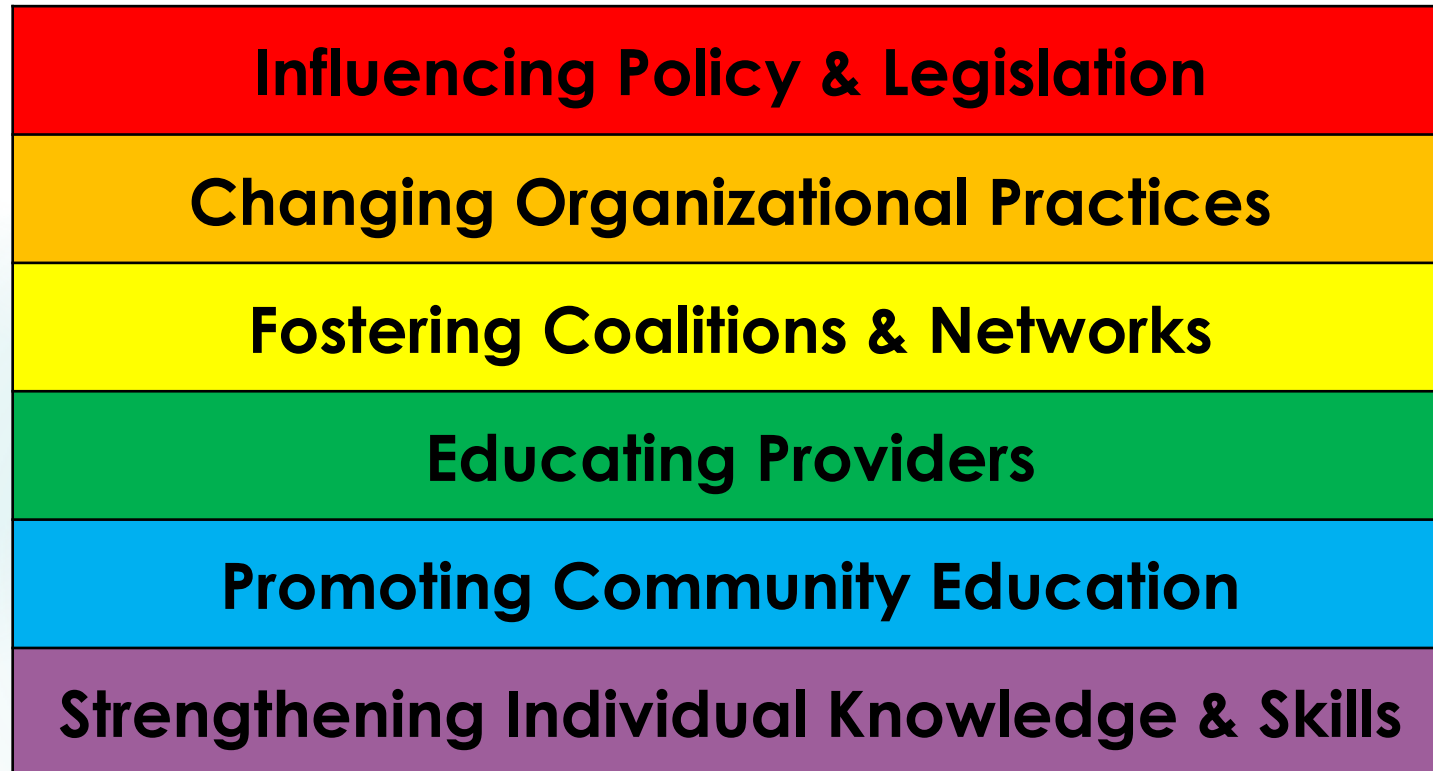 Influencing Policy & Legislation
Changing Organizational Practices
Fostering Coalitions & Networks
Educating Providers
Promoting Community Education
Strengthening Individual Knowledge & Skills